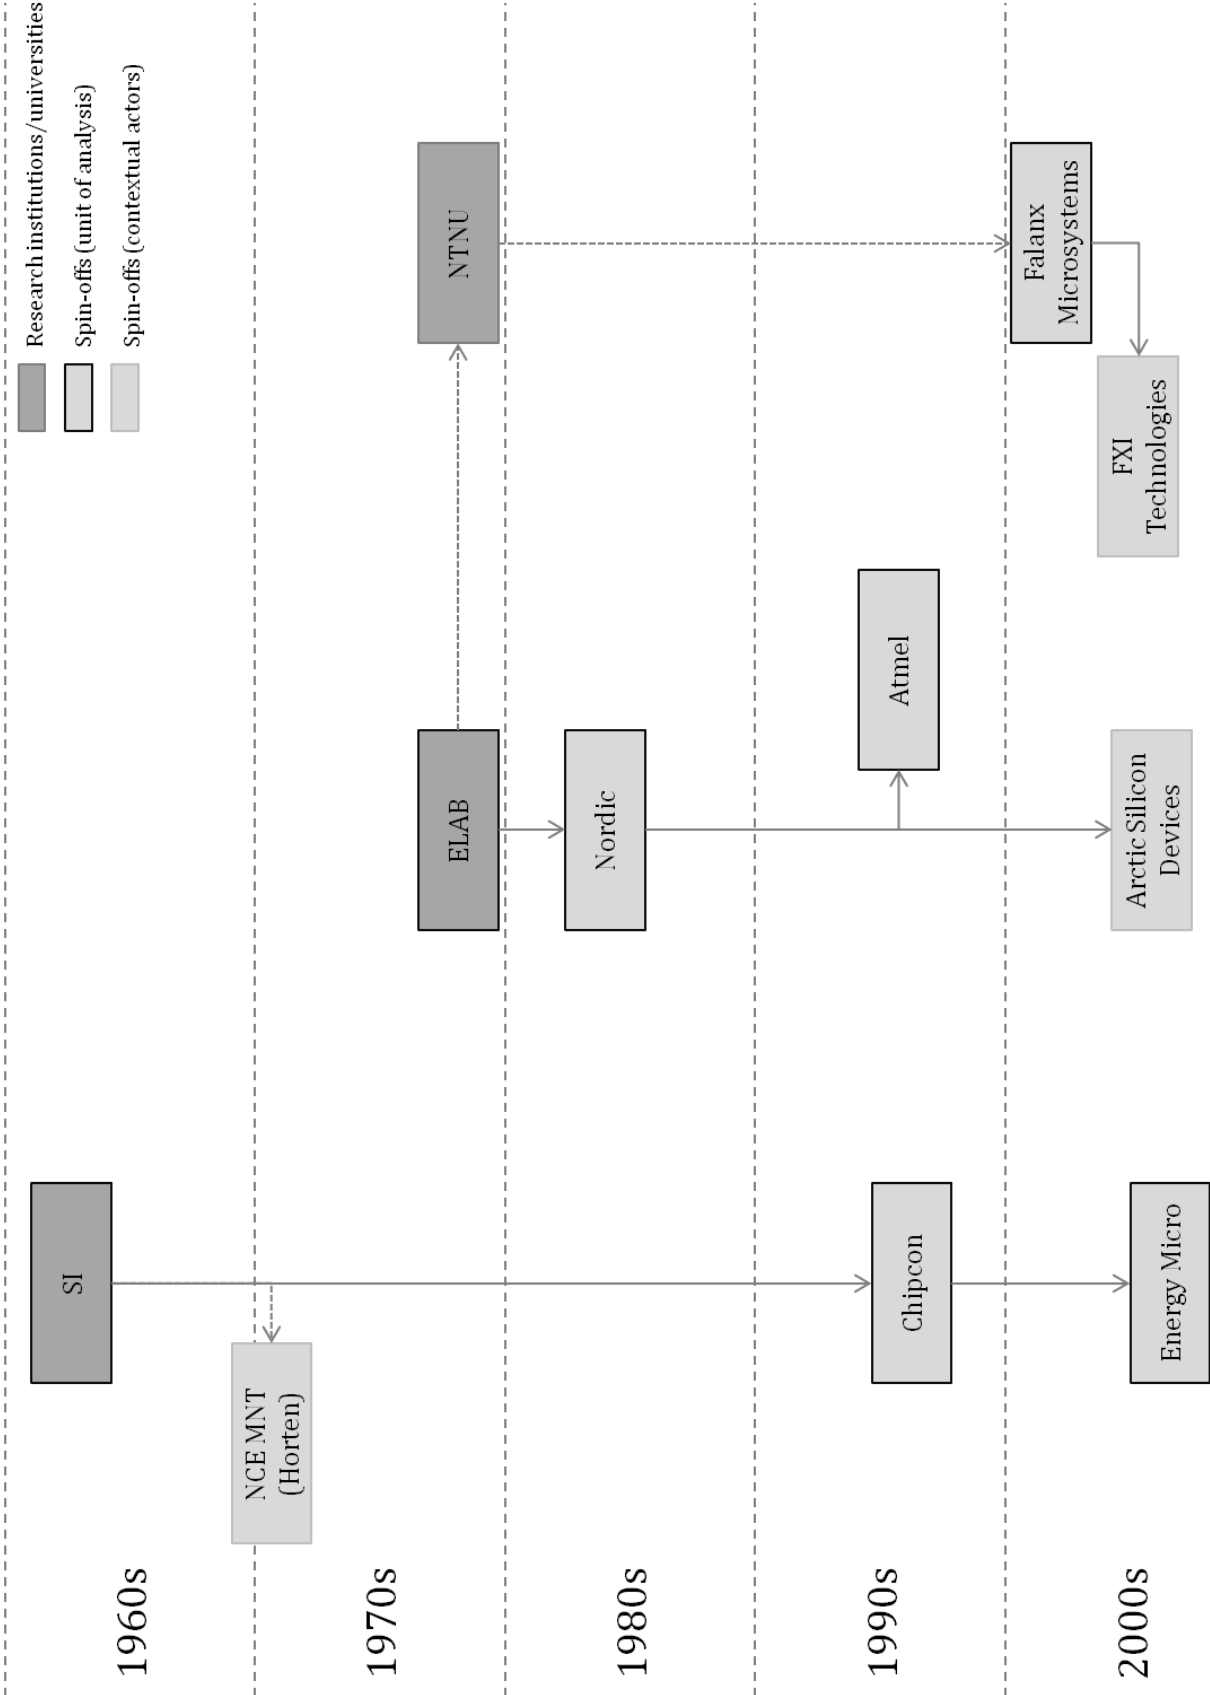 Research institutions/universities
Spin-offs (unit of analysis)
Spin-offs (contextual actors)
1960s
SI
NCE MNT
(Horten)
1970s
ELAB
NTNU
1980s
Nordic
1990s
Chipcon
Atmel
2000s
Energy Micro
Arctic Silicon
Devices
FXI
Technologies
Falanx
Microsystems